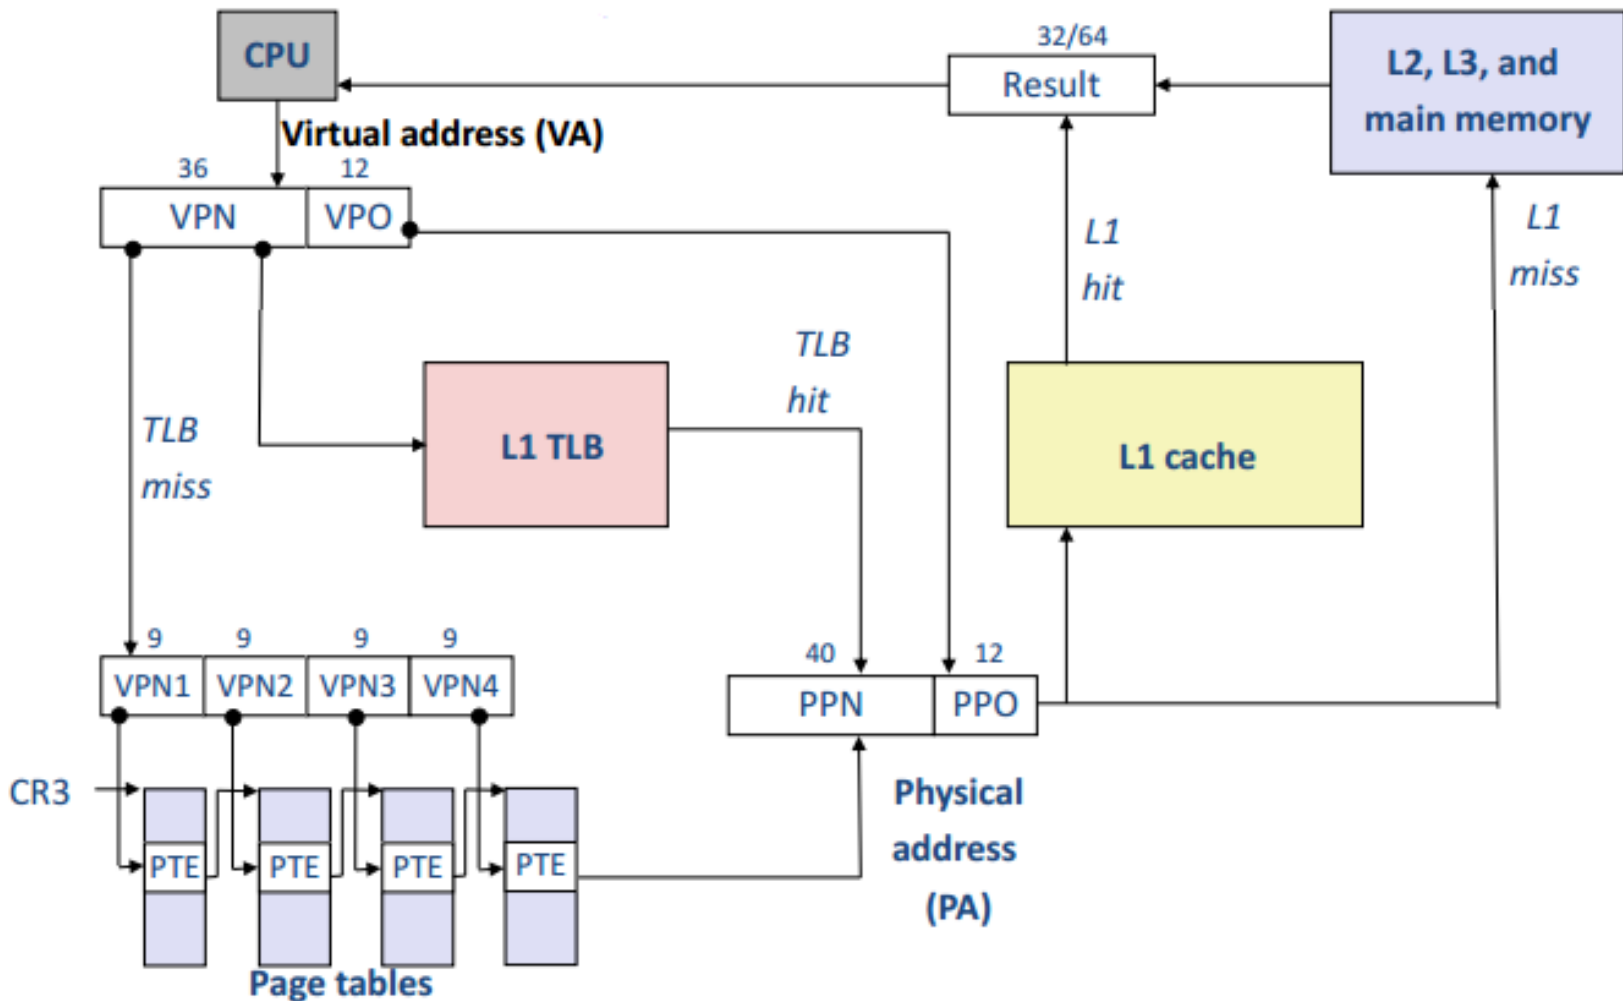 CPU
32/64
Result
L2, L3, and
main memory
Virtual address (VA)
36
12
VPN
VPO
L1
hit
L1
miss
TLB
hit
TLB
miss
L1 TLB
L1 cache
9
9
9
9
VPN1
VPN2
VPN3
VPN4
40
12
PPN
PPO
CR3
PTE
PTE
PTE
PTE
Physical
address
(PA)
Page tables